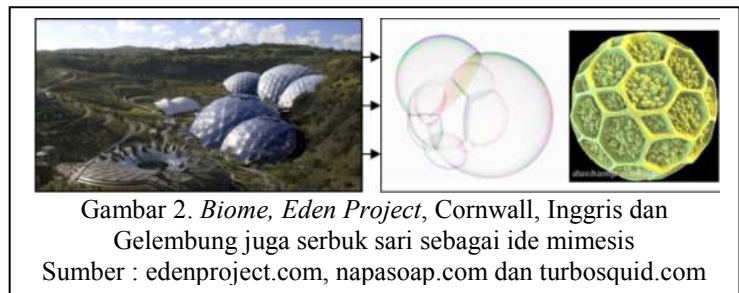 Gambar 2. Biome, Eden Project, Cornwall, Inggris dan
Gelembung juga serbuk sari sebagai ide mimesis
Sumber : edenproject.com, napasoap.com dan turbosquid.com